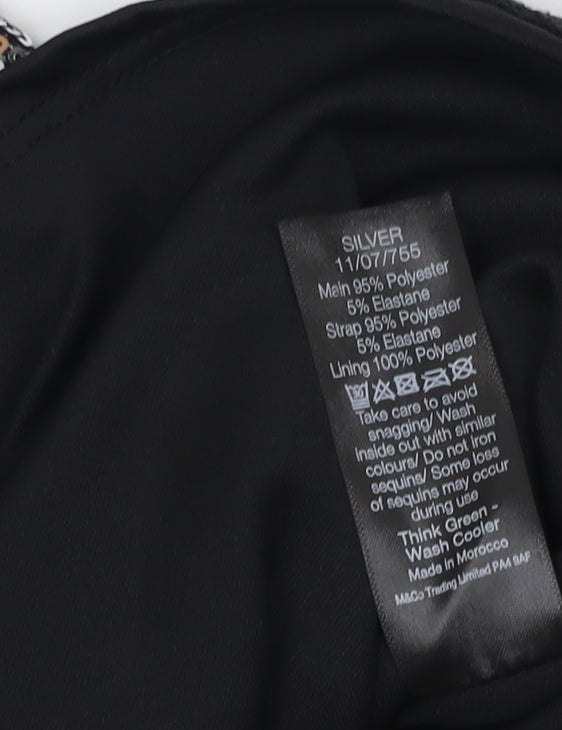 SILVER
11/07/755
Main 95% Polyester
5% Elastane
Strap 95% Polyester
5% Elastane
Lining 100% Polyester
30
Take care to avoid
snagging/ Wash
inside out with similar
colours/ Do not iron
sequins/ Some loss
of sequins may occur
during use
Think Green -
Wash Cooler
Made in Morocco
M&Co Trading Limited PA4 9AF